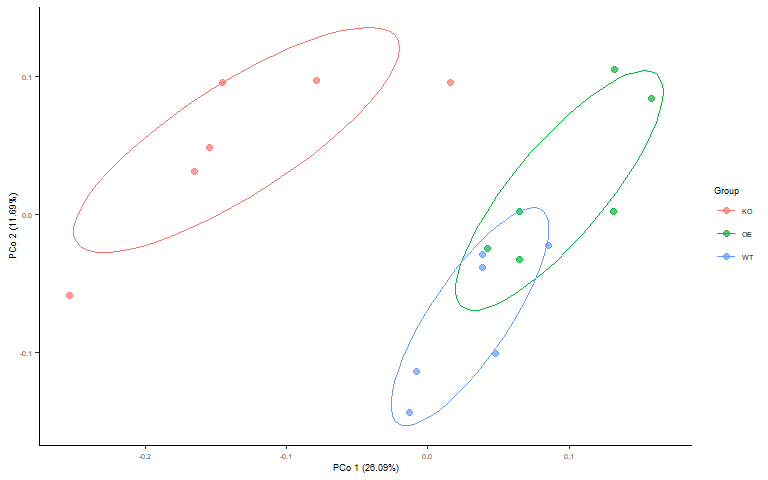 0.1
0.0
-0.1
PCo 2 (11.69%)
-0.2
-0.1
0.0
0.1
PCo 1 (26.09%)
Group
KO
OE
WT